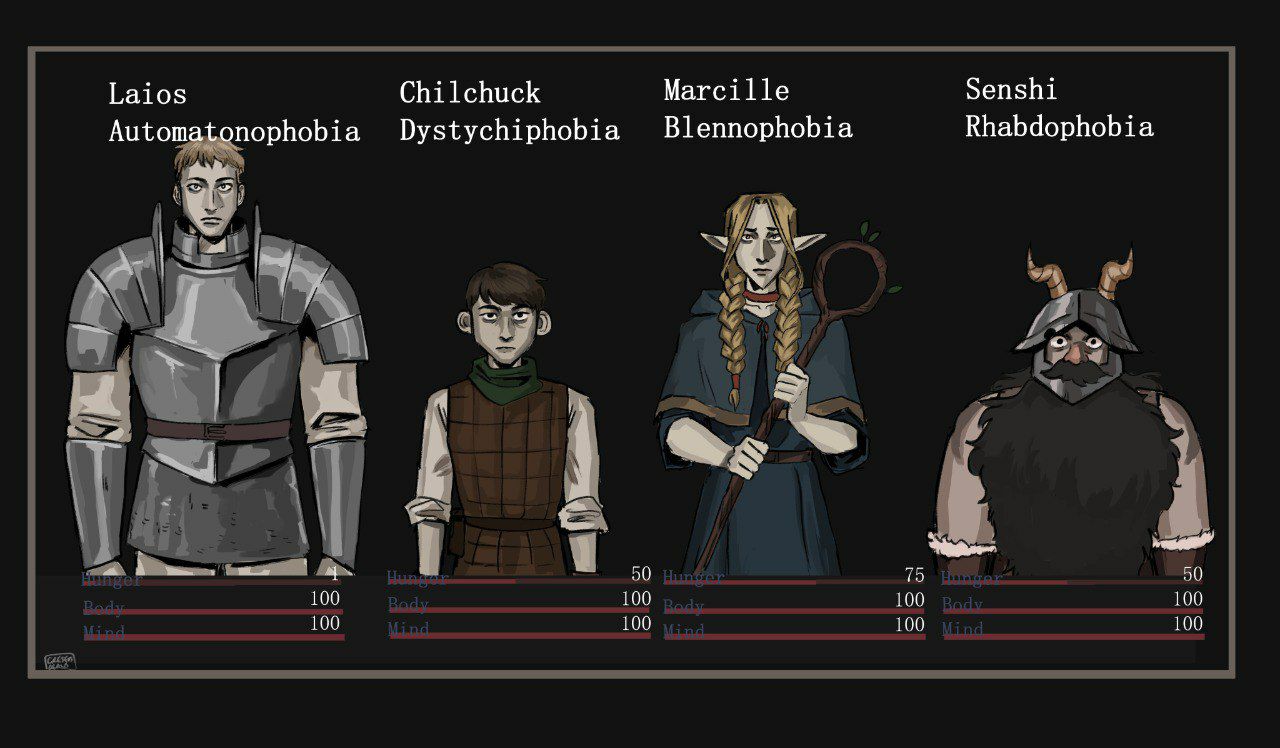 Laios
Automatonophobia
Chilchuck
Dystychiphobia
Marcille
Blennophobia
Senshi
Rhabdophobia
Hunger 1
Body 100
Mind 100
Hunger 50
Body 100
Mind 100
Hunger 75
Body 100
Mind 100
Hunger 50
Body 100
Mind 100